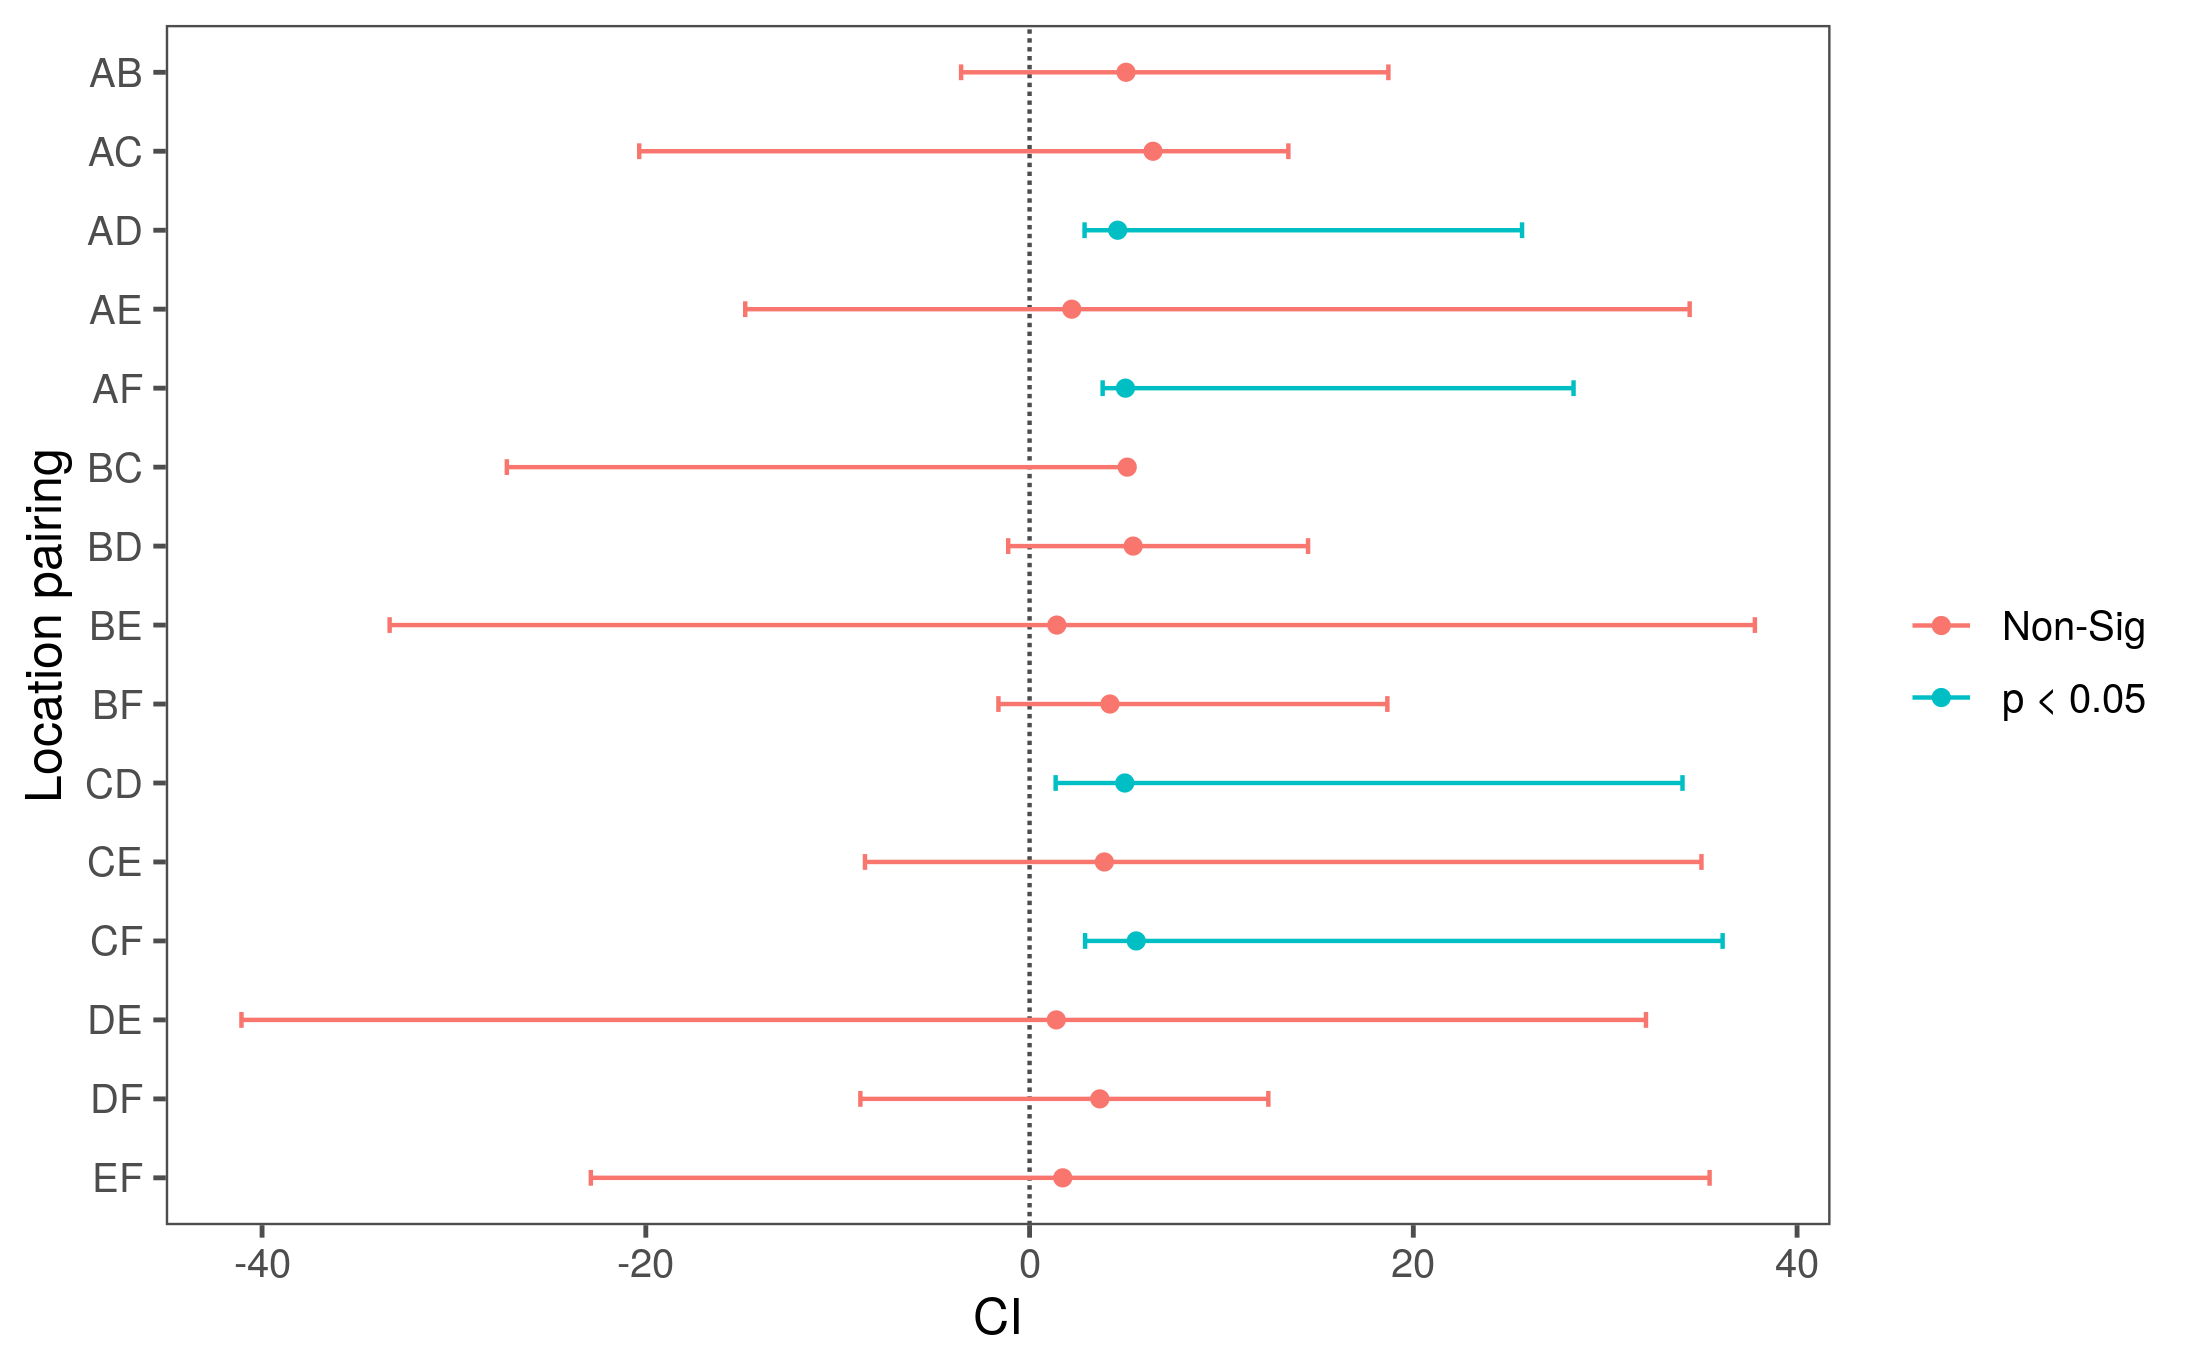 Location pairing
AB
AC
AD
AE
AF
BC
BD
BE
BF
CD
CE
CF
DE
DF
EF
-40 -20 0 20 40
CI
Non-Sig
p < 0.05